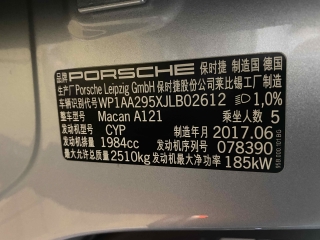 品牌 PORSCHE 保时捷 制造国 德国
生产厂 Porsche Leipzig GmbH 保时捷股份公司莱比锡工厂制造
车辆识别代号 WP1AA295XJLB02612 1,0%
整车型号 Macan A121 乘坐人数 5
发动机型号 CYP 制造年月 2017.06
发动机排量 1984cc 发动机序列号 078390
最大允许总质量 2510kg 发动机最大净功率 185kW